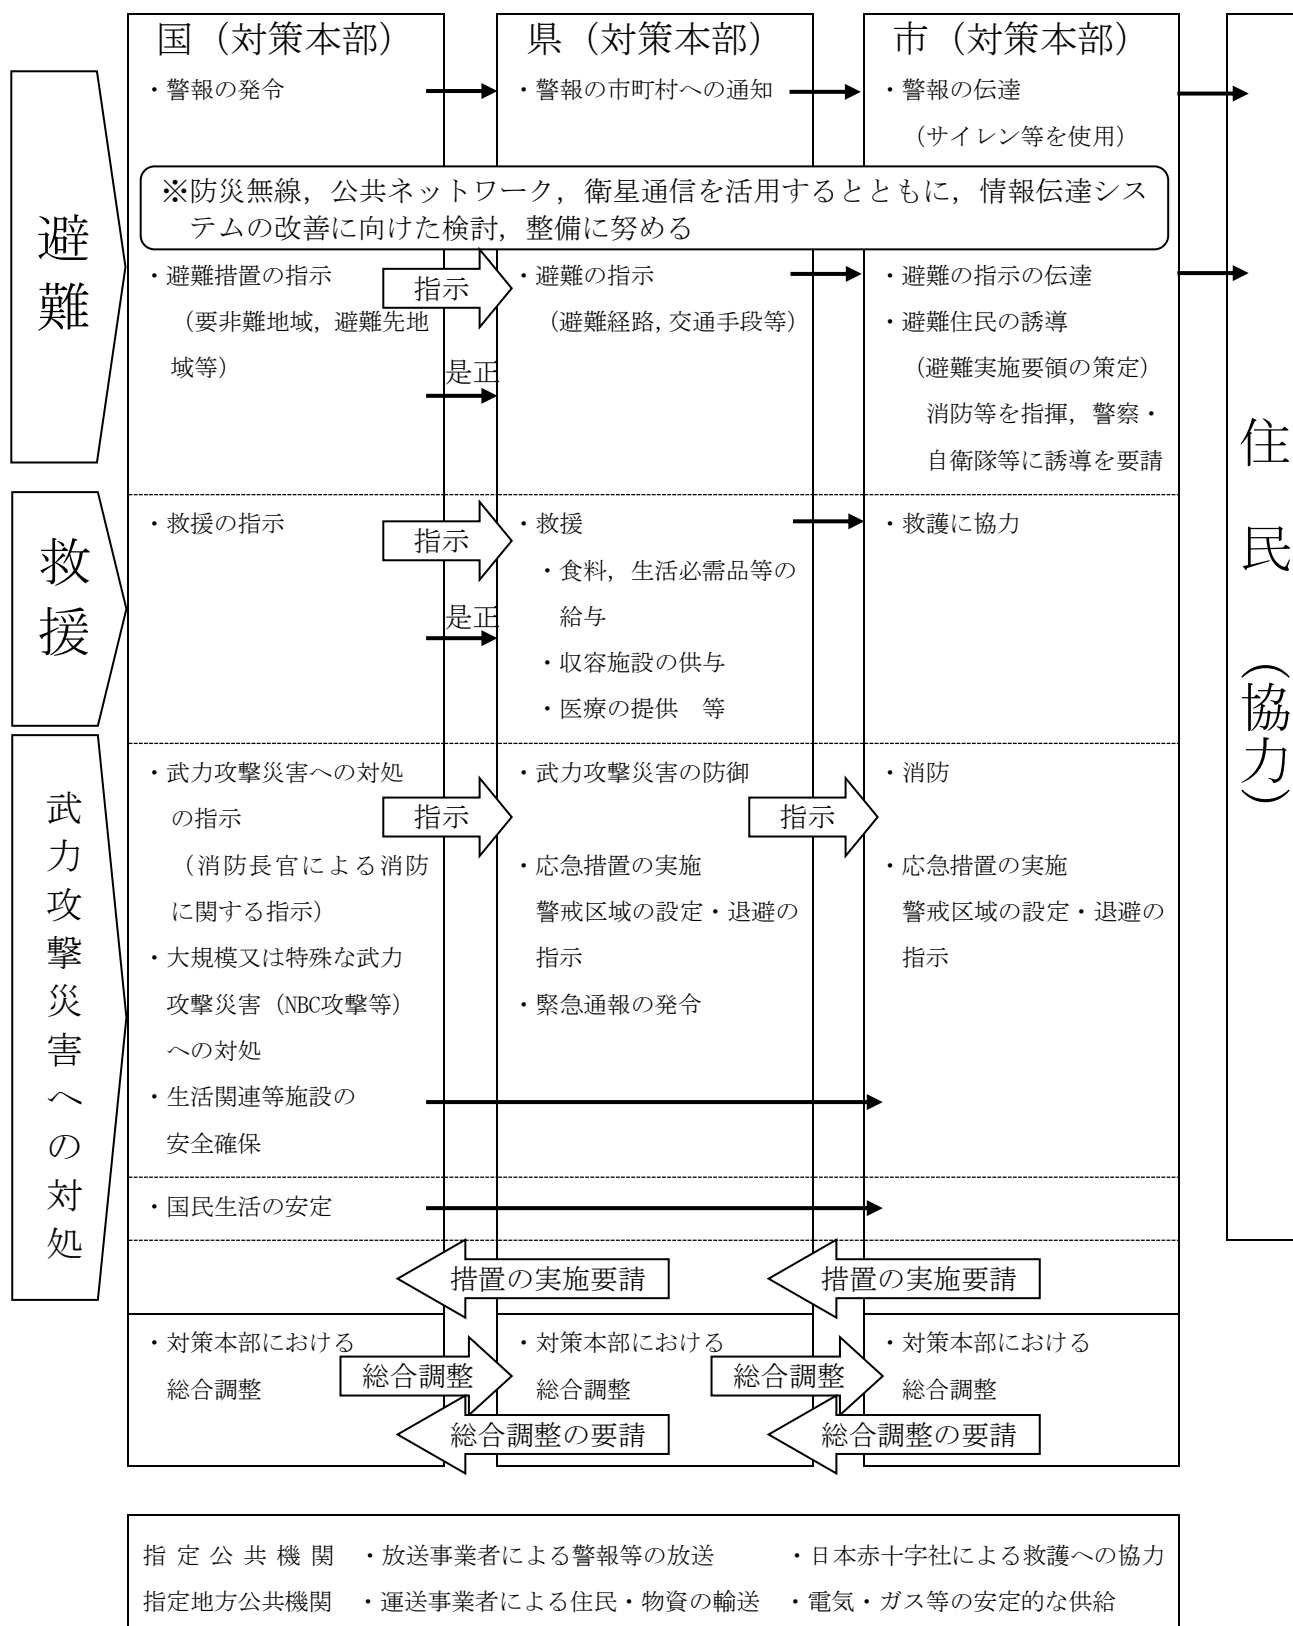 国（対策本部）
県（対策本部）
市（対策本部）
避難
・警報の発令
・警報の市町村への通知
・警報の伝達
（サイレン等を使用）
※防災無線，公共ネットワーク，衛星通信を活用するとともに，情報伝達シス
テムの改善に向けた検討，整備に努める
・避難措置の指示
（要非難地域，避難先地
域等）
指示
是正
・避難の指示
（避難経路，交通手段等）
・避難の指示の伝達
・避難住民の誘導
（避難実施要領の策定）
消防等を指揮，警察・
自衛隊等に誘導を要請
救援
・救援の指示
指示
是正
・救援
・食料，生活必需品等の
給与
・収容施設の供与
・医療の提供　等
・救護に協力
武力攻撃災害への対処
・武力攻撃災害への対処
の指示
（消防長官による消防
に関する指示）
・大規模又は特殊な武力
攻撃災害（NBC攻撃等）
への対処
・生活関連等施設の
安全確保
指示
・武力攻撃災害の防御
・応急措置の実施
警戒区域の設定・退避の
指示
・緊急通報の発令
指示
・消防
・応急措置の実施
警戒区域の設定・退避の
指示
・国民生活の安定
措置の実施要請
措置の実施要請
・対策本部における
総合調整
総合調整
・対策本部における
総合調整
総合調整
・対策本部における
総合調整
総合調整の要請
総合調整の要請
住民（協力）
指定公共機関　・放送事業者による警報等の放送　・日本赤十字社による救護への協力
指定地方公共機関　・運送事業者による住民・物資の輸送　・電気・ガス等の安定的な供給